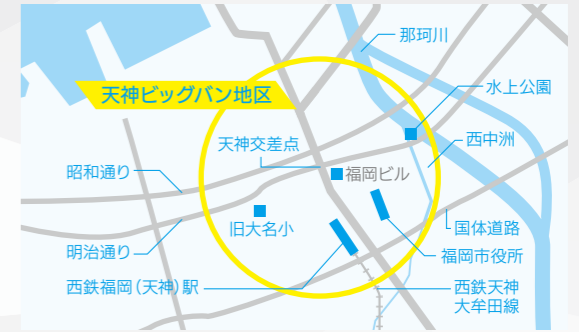 那珂川
天神ビッグバン地区
水上公園
天神交差点
西中洲
昭和通り
福岡ビル
旧大名小
国体道路
明治通り
福岡市役所
西鉄福岡(天神)駅
西鉄天神
大牟田線